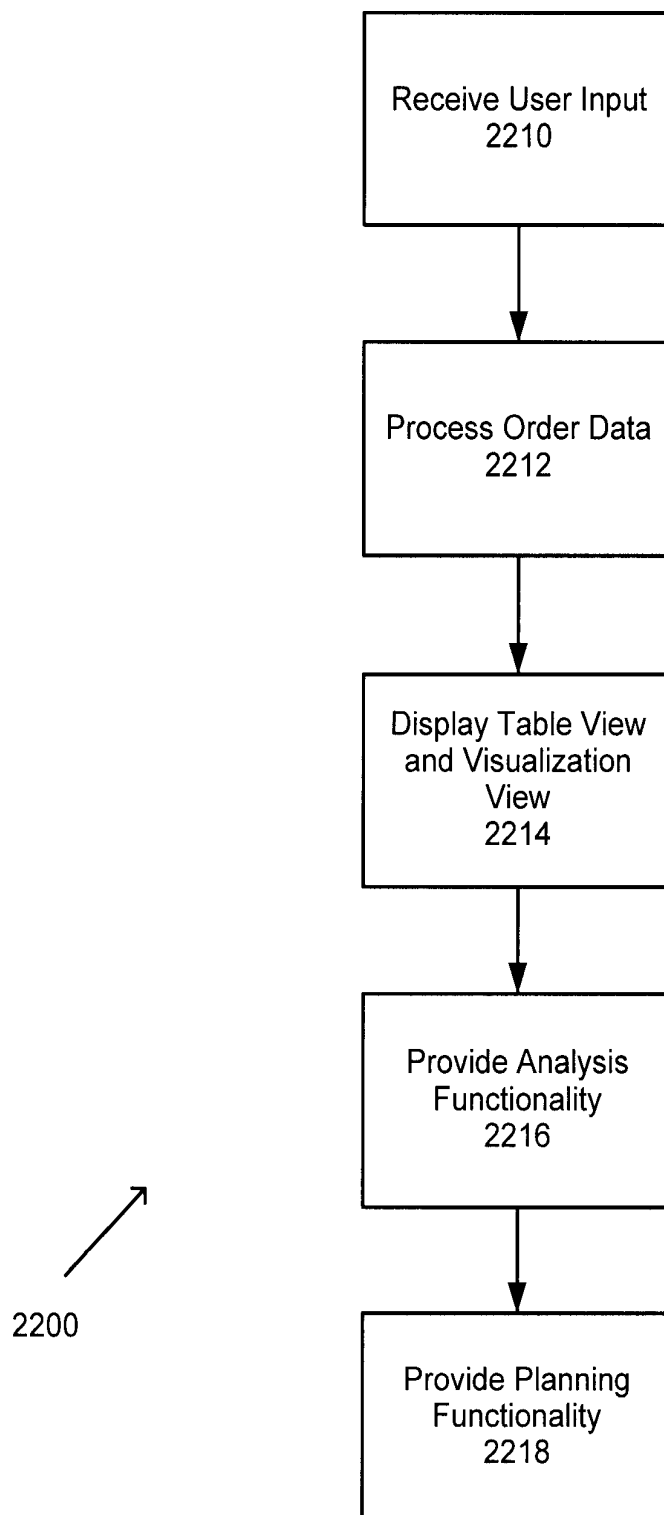 Receive User Input
2210
Process Order Data
2212
Display Table View
and Visualization
View
2214
Provide Analysis
Functionality
2216
2200
Provide Planning
Functionality
2218